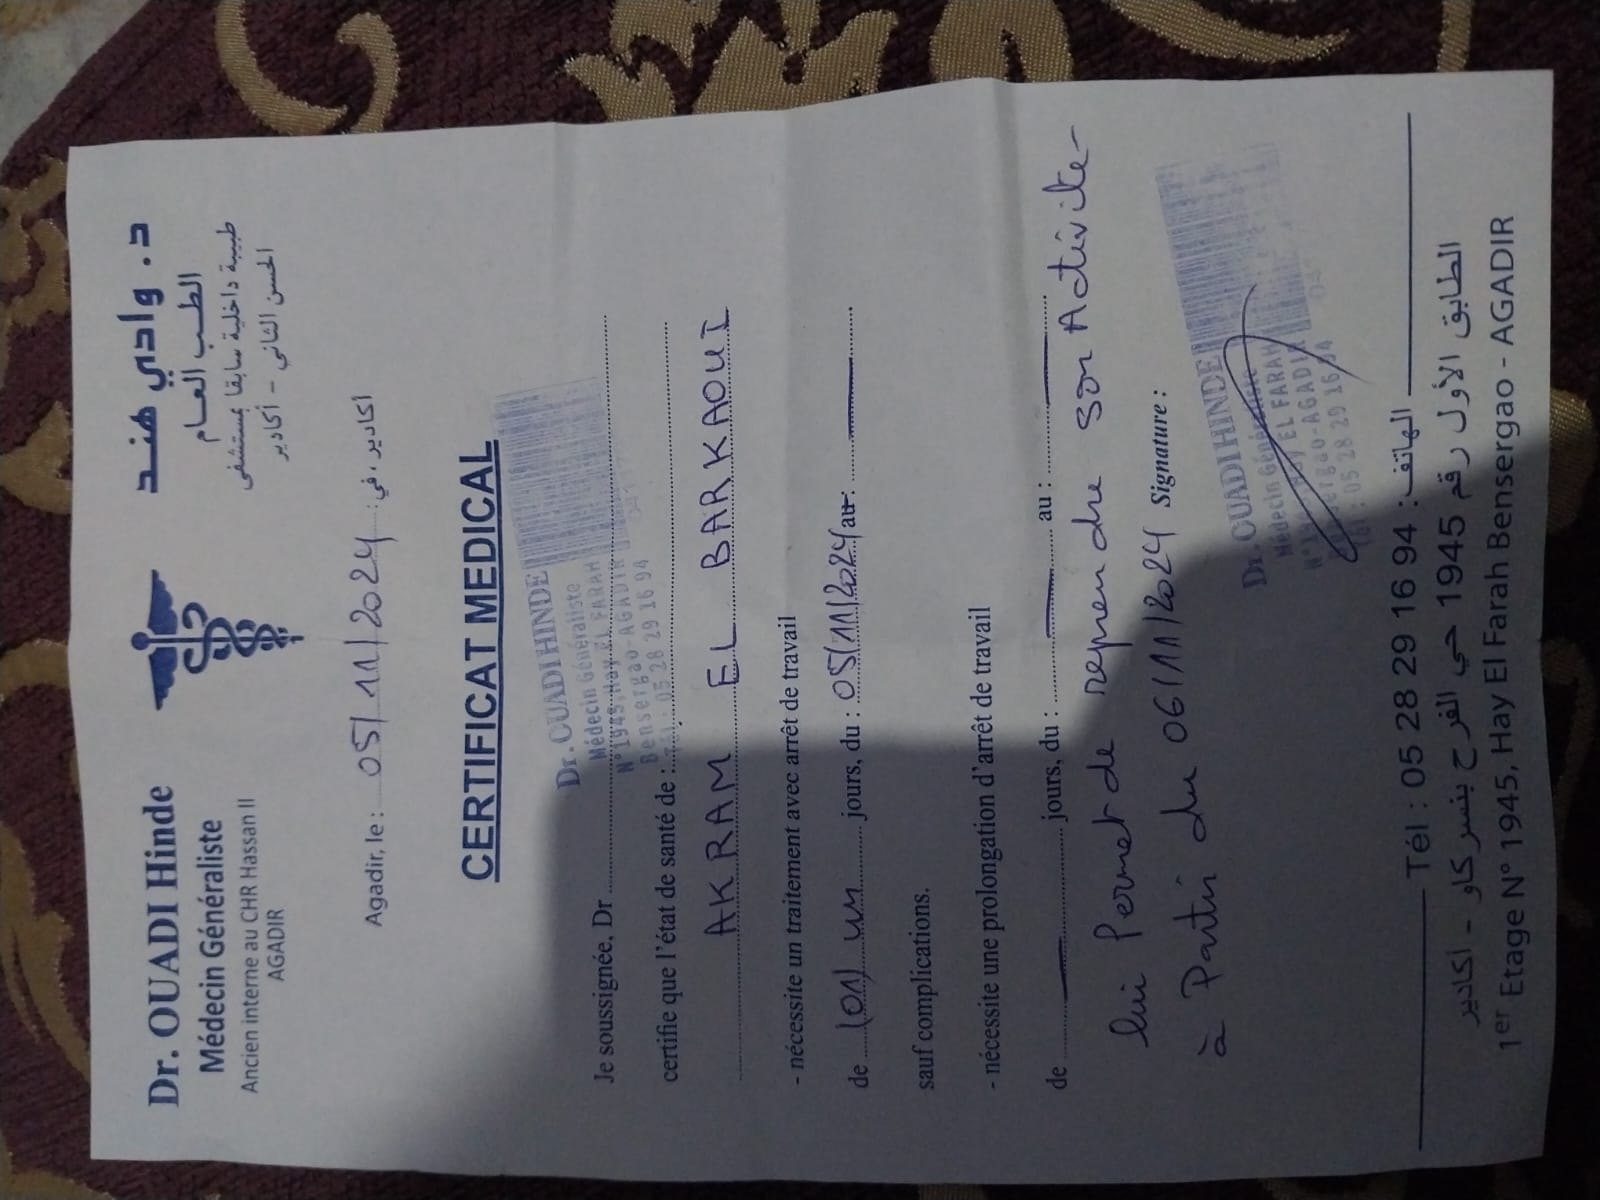 Dr. OUADI Hinde
Médecin Généraliste
Ancien interne au CHR Hassan II
AGADIR
د. وادي هند
الطب العام
طبيبة داخلية سابقا بمستشفى
الحسن الثاني - أكادير
Agadir, le : 05/11/2024 : اكادير، في
CERTIFICAT MEDICAL
Dr. OUADI HINDE
Médecin Généraliste
N°1945, Hay EL FARAH
Bensergao-AGADIR
TEL: 05 28 29 16 94
Je soussignée, Dr
certifie que l'état de santé de :
AKRAM EL BARKAOUI
- nécessite un traitement avec arrêt de travail
de (01) un jours, du : 05/11/2024 au :
sauf complications.
- nécessite une prolongation d'arrêt de travail
de jours, du : au :
lui Permet de reprendre son Activité
à Partir du 06/11/2024 Signature :
Dr. OUADI HINDE
Médecin Généraliste
Hay EL FARAH
Bensergao-AGADIR
Tél : 05 28 29 16 94
Tél : 05 28 29 16 94 : الهاتف
الطابق الأول رقم 1945 حي الفرح بنسركاو - اكادير
1er Etage N° 1945, Hay El Farah Bensergao - AGADIR